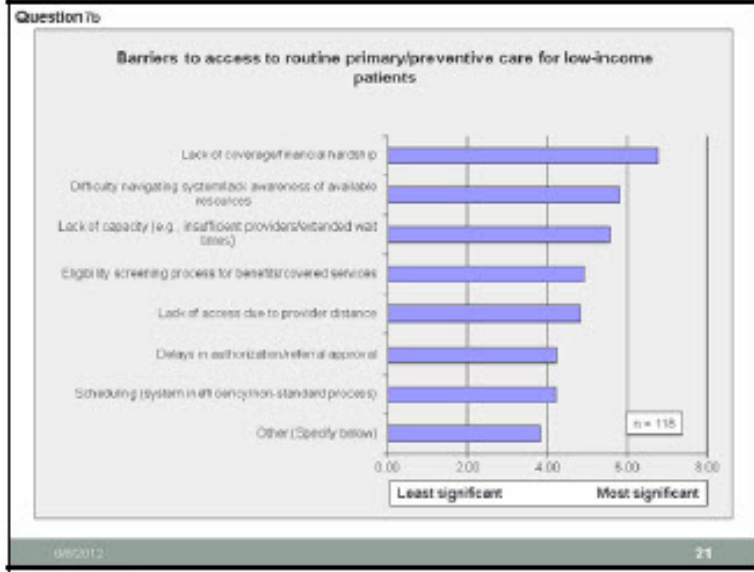 Question 7b
Barriers to access to routine primary/preventive care for low-income
patients
Lack of coverage/financial hardship
Difficulty navigating system/lack awareness of available
resources
Lack of capacity (e.g., insufficient providers/extended wait
times)
Eligibility screening process for benefits/covered services
Lack of access due to provider distance
Delays in authorization/referral approval
Scheduling (system inefficiency/non-standard process)
Other (Specify below)
n = 118
0.00 2.00 4.00 6.00 8.00
Least significant Most significant
6/8/2012 21